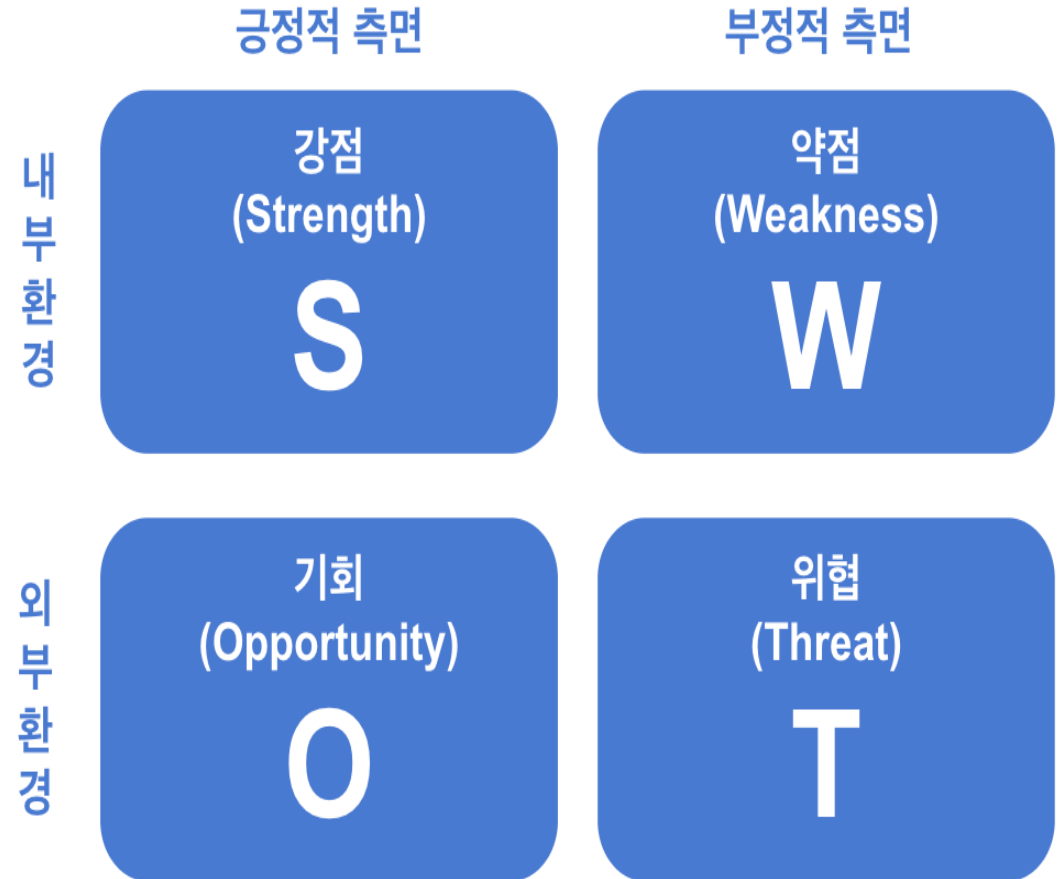 긍정적 측면
부정적 측면
내부환경
강점
(Strength)
S
약점
(Weakness)
W
외부환경
기회
(Opportunity)
O
위협
(Threat)
T